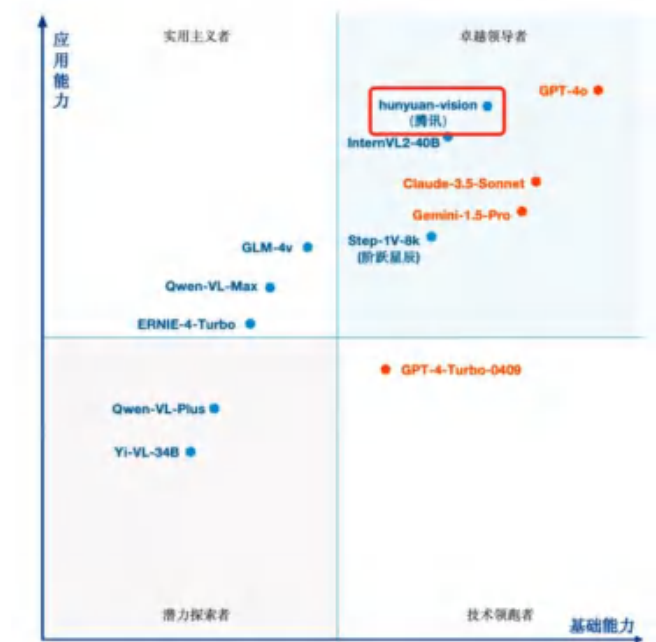 应用能力
实用主义者
卓越领导者
GPT-4o
hunyuan-vision
(腾讯)
InternVL2-40B
Claude-3.5-Sonnet
Gemini-1.5-Pro
GLM-4v
Step-1V-8k
(阶跃星辰)
Qwen-VL-Max
ERNIE-4-Turbo
GPT-4-Turbo-0409
Qwen-VL-Plus
Yi-VL-34B
潜力探索者
技术领跑者
基础能力